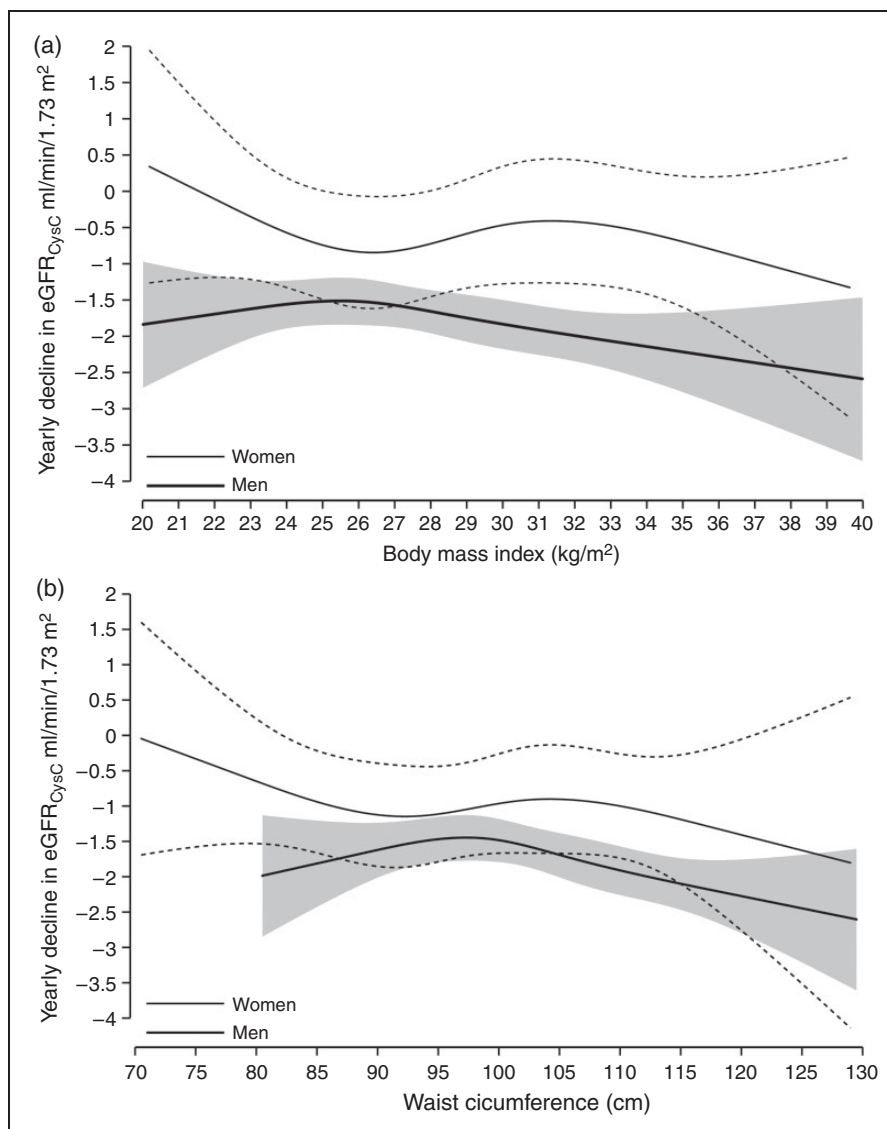 (a)
Yearly decline in eGFR_CysC ml/min/1.73 m²
2
1.5
1
0.5
0
−0.5
−1
−1.5
−2
−2.5
−3
−3.5
−4
Women
Men
20 21 22 23 24 25 26 27 28 29 30 31 32 33 34 35 36 37 38 39 40
Body mass index (kg/m²)
(b)
Yearly decline in eGFR_CysC ml/min/1.73 m²
2
1.5
1
0.5
0
−0.5
−1
−1.5
−2
−2.5
−3
−3.5
−4
Women
Men
70 75 80 85 90 95 100 105 110 115 120 125 130
Waist cicumference (cm)